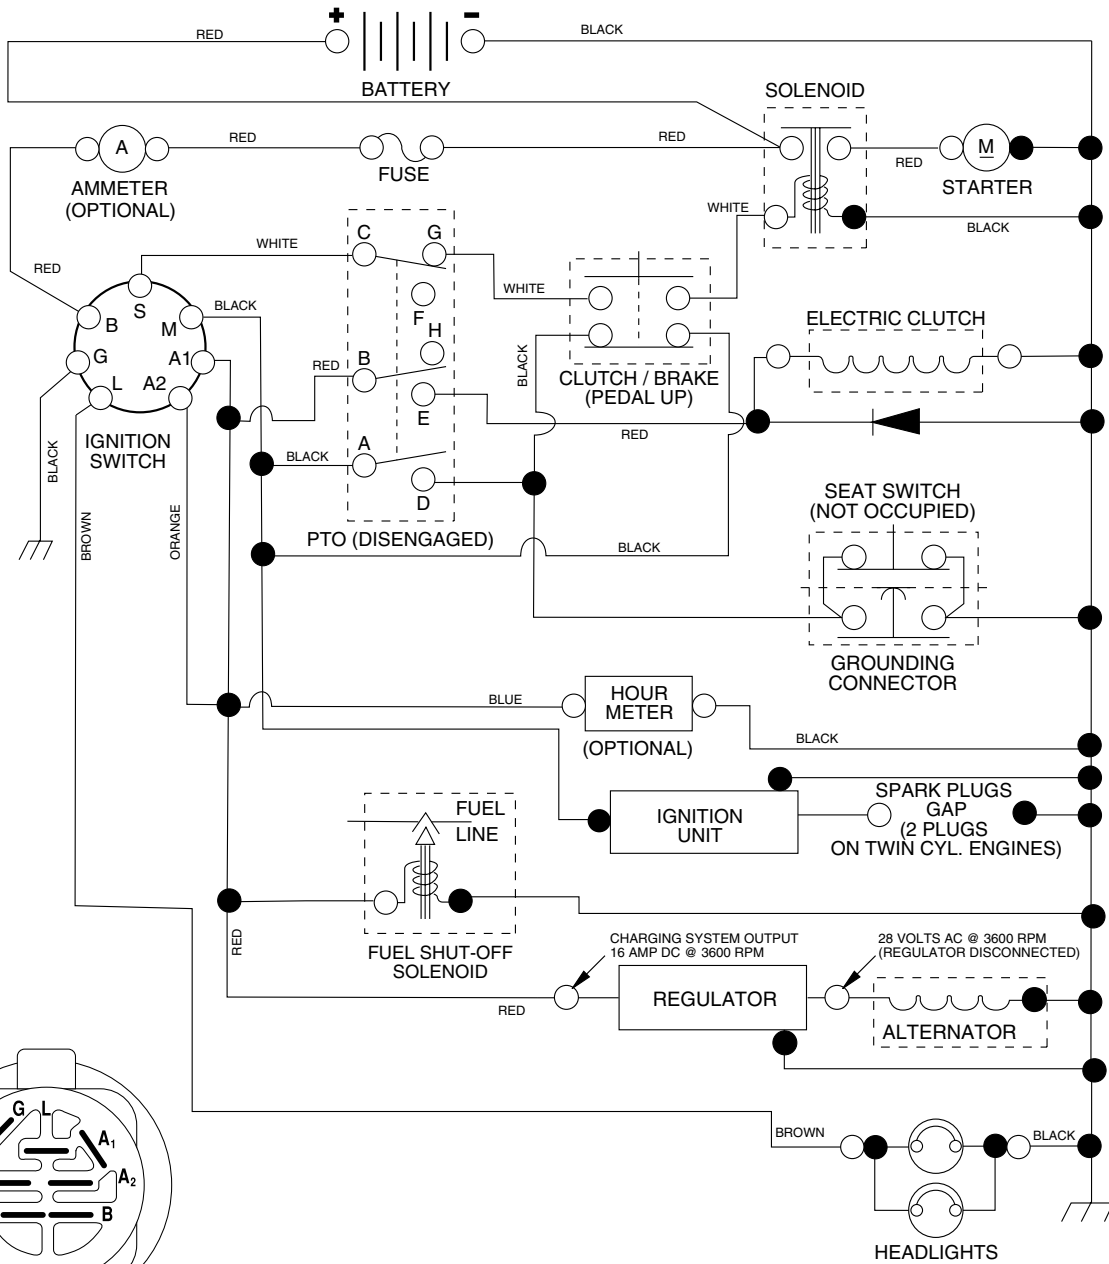 + −
RED
BLACK
BATTERY
SOLENOID
A
RED
RED
RED
M
FUSE
STARTER
AMMETER
(OPTIONAL)
WHITE
BLACK
C
G
WHITE
RED
WHITE
S
B
M
BLACK
F
H
G
A1
L
A2
RED
B
E
BLACK
CLUTCH / BRAKE
(PEDAL UP)
ELECTRIC CLUTCH
RED
IGNITION
SWITCH
BLACK
BLACK
A
D
SEAT SWITCH
(NOT OCCUPIED)
BROWN
ORANGE
PTO (DISENGAGED)
BLACK
GROUNDING
CONNECTOR
BLUE
HOUR
METER
(OPTIONAL)
BLACK
FUEL
LINE
IGNITION
UNIT
SPARK PLUGS
GAP
(2 PLUGS
ON TWIN CYL. ENGINES)
RED
FUEL SHUT-OFF
SOLENOID
CHARGING SYSTEM OUTPUT
16 AMP DC @ 3600 RPM
28 VOLTS AC @ 3600 RPM
(REGULATOR DISCONNECTED)
RED
REGULATOR
ALTERNATOR
G L
A1
A2
B
BROWN
BLACK
HEADLIGHTS